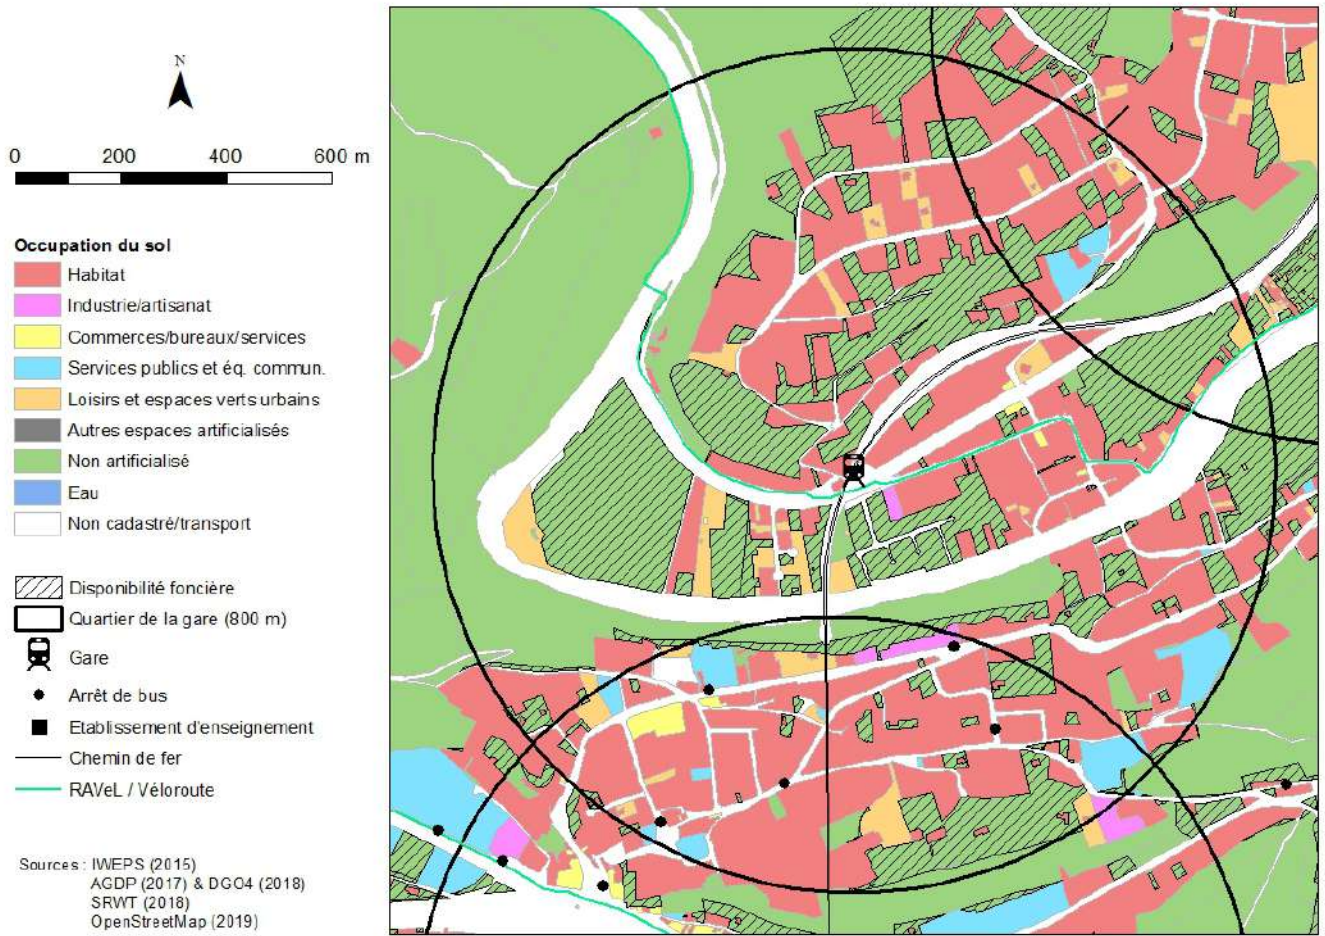 N
0 200 400 600 m
Occupation du sol
Habitat
Industrie/artisanat
Commerces/bureaux/services
Services publics et éq. commun.
Loisirs et espaces verts urbains
Autres espaces artificialisés
Non artificialisé
Eau
Non cadastré/transport
Disponibilité foncière
Quartier de la gare (800 m)
Gare
Arrêt de bus
Etablissement d'enseignement
Chemin de fer
RAVeL / Véloroute
Sources : IWEPS (2015)
AGDP (2017) & DGO4 (2018)
SRWT (2018)
OpenStreetMap (2019)